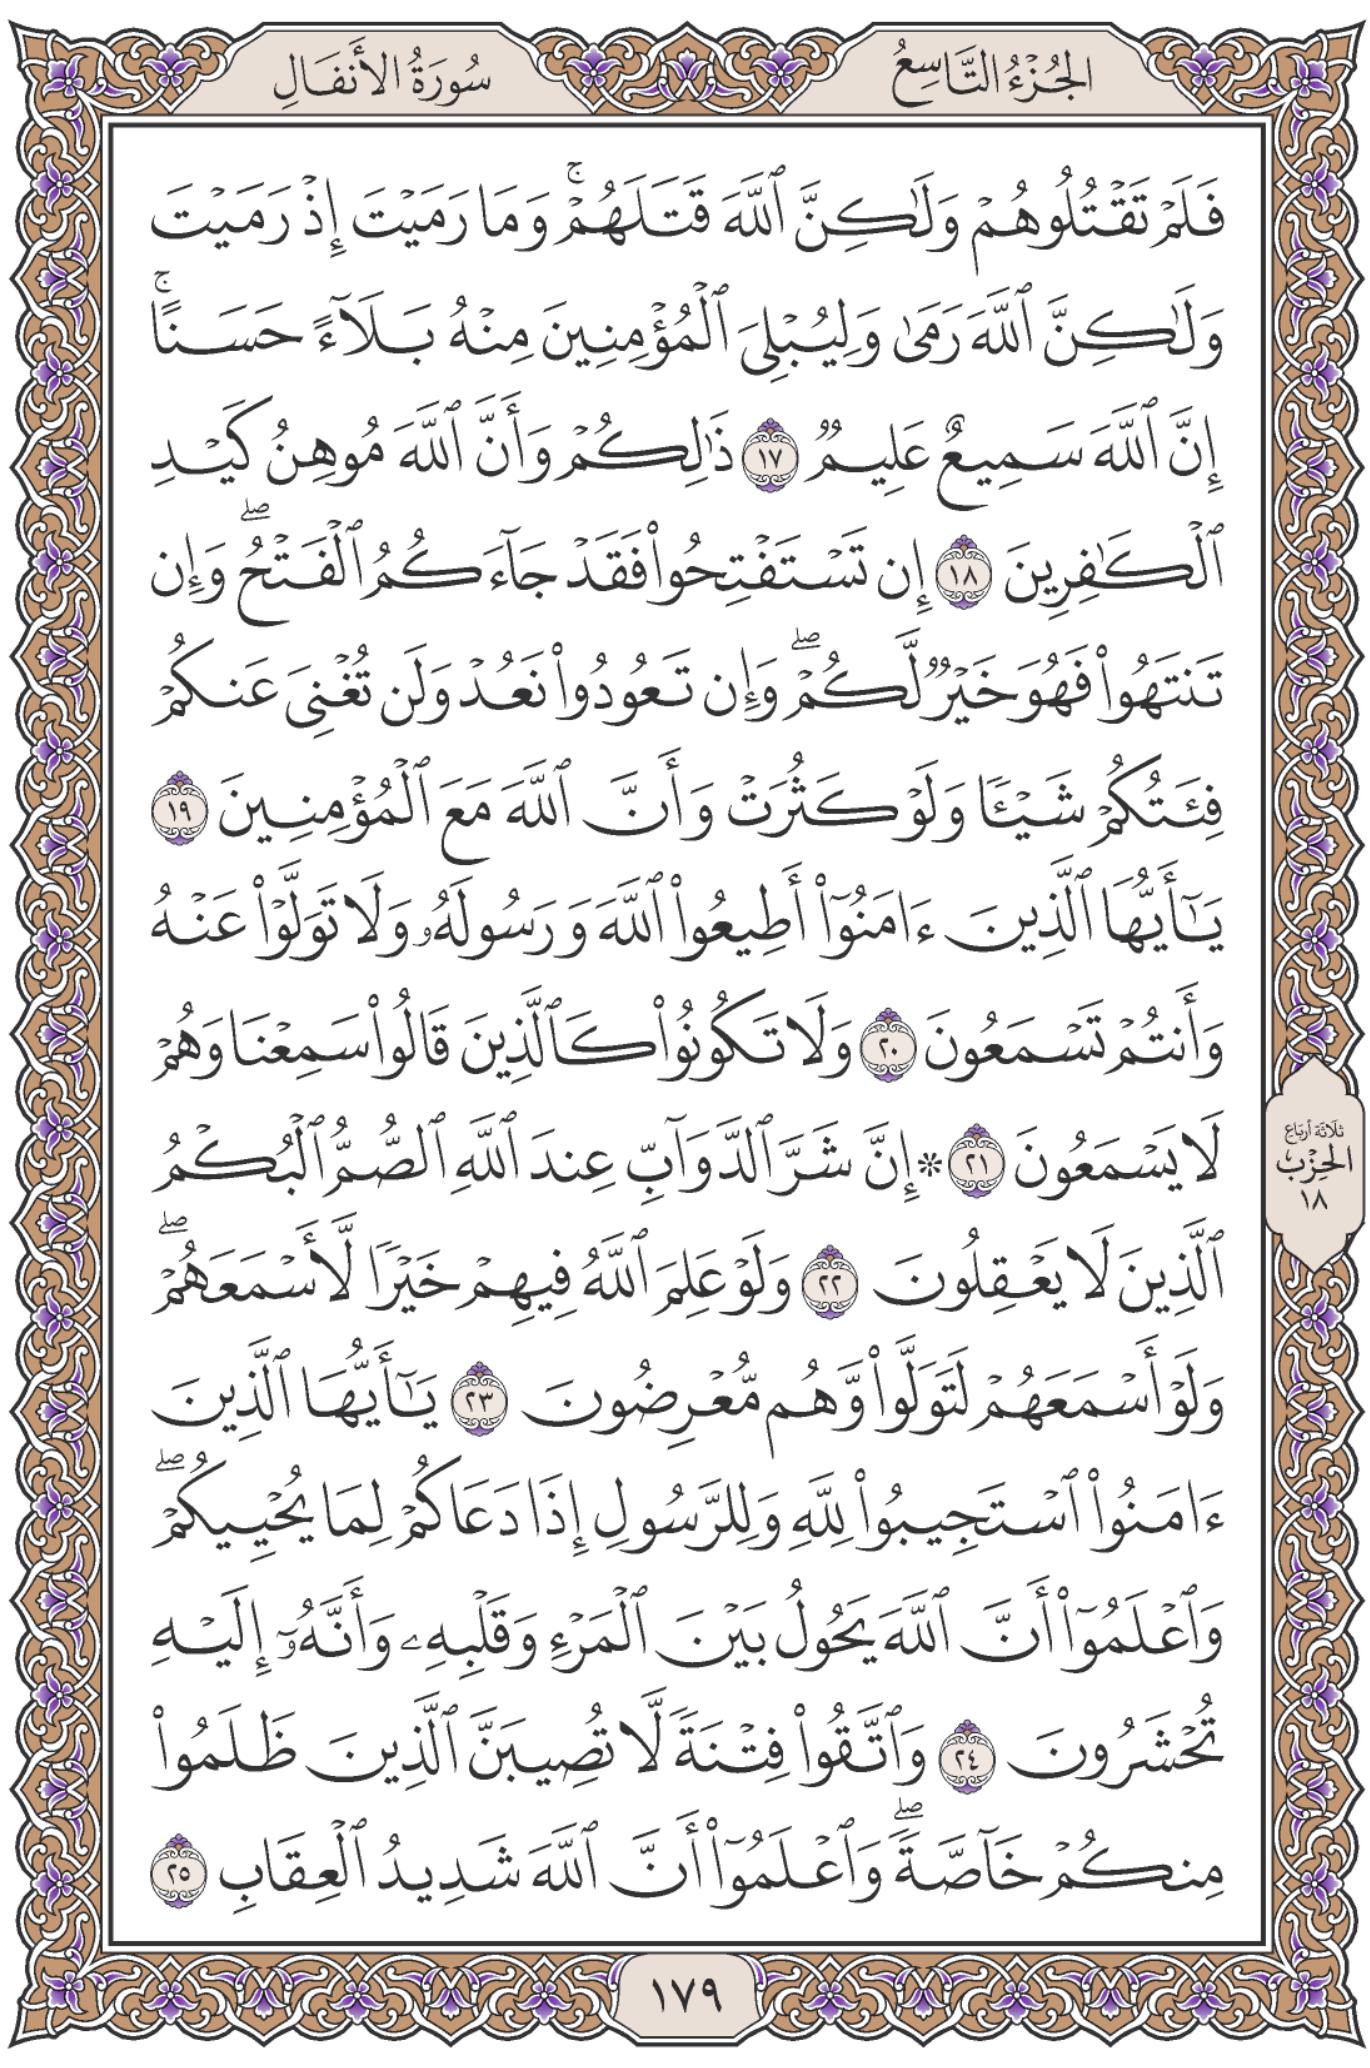 الجُزْءُ التَّاسِعُ
سُورَةُ الأَنفَالِ
فَلَمْ تَقْتُلُوهُمْ وَلَٰكِنَّ ٱللَّهَ قَتَلَهُمْۚ وَمَا رَمَيْتَ إِذْ رَمَيْتَ
وَلَٰكِنَّ ٱللَّهَ رَمَىٰ وَلِيُبْلِىَ ٱلْمُؤْمِنِينَ مِنْهُ بَلَآءً حَسَنًاۚ
إِنَّ ٱللَّهَ سَمِيعٌ عَلِيمٌ ١٧ ذَٰلِكُمْ وَأَنَّ ٱللَّهَ مُوهِنُ كَيْدِ
ٱلْكَٰفِرِينَ ١٨ إِن تَسْتَفْتِحُوا۟ فَقَدْ جَآءَكُمُ ٱلْفَتْحُۖ وَإِن
تَنتَهُوا۟ فَهُوَ خَيْرٌ لَّكُمْۖ وَإِن تَعُودُوا۟ نَعُدْ وَلَن تُغْنِىَ عَنكُمْ
فِئَتُكُمْ شَيْـًٔا وَلَوْ كَثُرَتْ وَأَنَّ ٱللَّهَ مَعَ ٱلْمُؤْمِنِينَ ١٩
يَٰٓأَيُّهَا ٱلَّذِينَ ءَامَنُوٓا۟ أَطِيعُوا۟ ٱللَّهَ وَرَسُولَهُۥ وَلَا تَوَلَّوْا۟ عَنْهُ
وَأَنتُمْ تَسْمَعُونَ ٢٠ وَلَا تَكُونُوا۟ كَٱلَّذِينَ قَالُوا۟ سَمِعْنَا وَهُمْ
لَا يَسْمَعُونَ ٢١ ۞ إِنَّ شَرَّ ٱلدَّوَآبِّ عِندَ ٱللَّهِ ٱلصُّمُّ ٱلْبُكْمُ
ٱلَّذِينَ لَا يَعْقِلُونَ ٢٢ وَلَوْ عَلِمَ ٱللَّهُ فِيهِمْ خَيْرًا لَّأَسْمَعَهُمْۖ
وَلَوْ أَسْمَعَهُمْ لَتَوَلَّوا۟ وَّهُم مُّعْرِضُونَ ٢٣ يَٰٓأَيُّهَا ٱلَّذِينَ
ءَامَنُوا۟ ٱسْتَجِيبُوا۟ لِلَّهِ وَلِلرَّسُولِ إِذَا دَعَاكُمْ لِمَا يُحْيِيكُمْۖ
وَٱعْلَمُوٓا۟ أَنَّ ٱللَّهَ يَحُولُ بَيْنَ ٱلْمَرْءِ وَقَلْبِهِۦ وَأَنَّهُۥٓ إِلَيْهِ
تُحْشَرُونَ ٢٤ وَٱتَّقُوا۟ فِتْنَةً لَّا تُصِيبَنَّ ٱلَّذِينَ ظَلَمُوا۟
مِنكُمْ خَآصَّةًۖ وَٱعْلَمُوٓا۟ أَنَّ ٱللَّهَ شَدِيدُ ٱلْعِقَابِ ٢٥
ثلاثة أرباع
الحِزْبُ
١٨
١٧٩